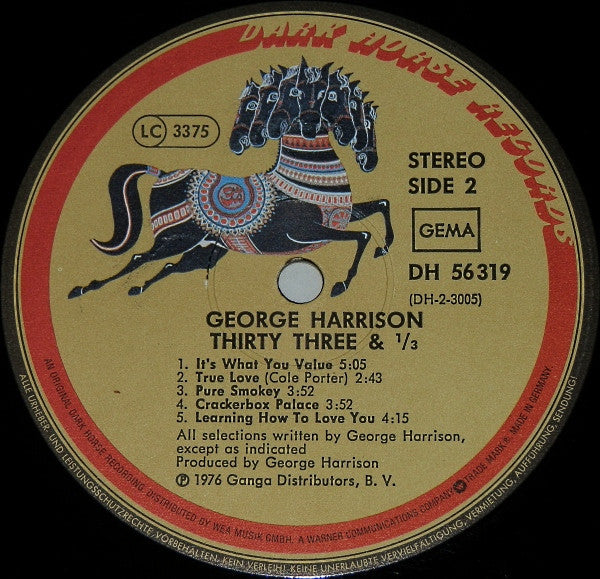 DARK HORSE RECORDS
LC 3375
STEREO
SIDE 2
GEMA
DH 56 319
(DH-2-3005)
GEORGE HARRISON
THIRTY THREE & 1/3
1. It's What You Value 5:05
2. True Love (Cole Porter) 2:43
3. Pure Smokey 3:52
4. Crackerbox Palace 3:52
5. Learning How To Love You 4:15
All selections written by George Harrison,
except as indicated
Produced by George Harrison
℗ 1976 Ganga Distributors, B. V.
AN ORIGINAL DARK HORSE RECORDING. DISTRIBUTED BY WEA MUSIK GMBH. A WARNER COMMUNICATIONS COMPANY TRADE MARK® MADE IN GERMANY.
ALLE URHEBER- UND LEISTUNGSSCHUTZRECHTE VORBEHALTEN. KEIN VERLEIH! KEINE UNERLAUBTE VERVIELFÄLTIGUNG, VERMIETUNG, AUFFÜHRUNG, SENDUNG!